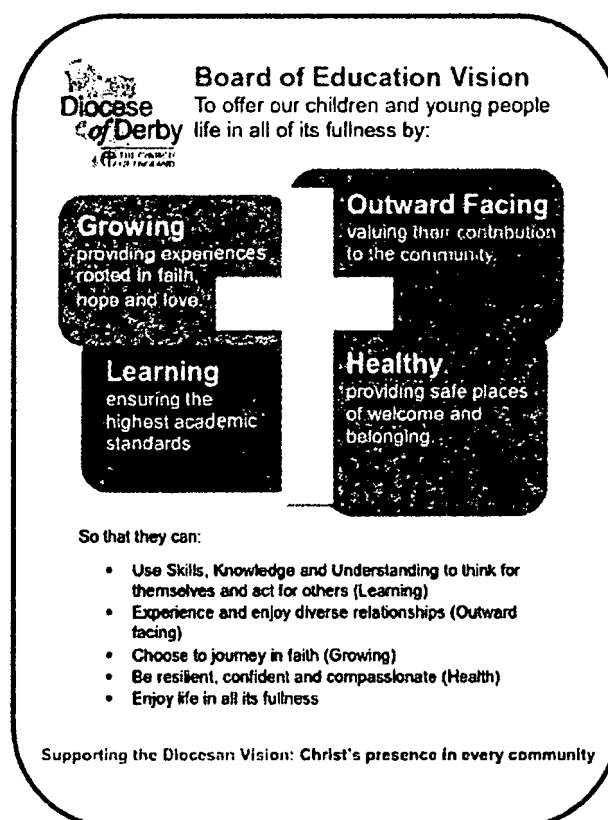 Board of Education Vision
To offer our children and young people
life in all of its fullness by:
Diocese
of Derby
THE CHURCH
OF ENGLAND
Growing
providing experiences
rooted in faith,
hope and love.
Outward Facing
valuing their contribution
to the community.
Learning
ensuring the
highest academic
standards
Healthy.
providing safe places
of welcome and
belonging.
So that they can:
• Use Skills, Knowledge and Understanding to think for
themselves and act for others (Learning)
• Experience and enjoy diverse relationships (Outward
facing)
• Choose to journey in faith (Growing)
• Be resilient, confident and compassionate (Health)
• Enjoy life in all its fullness
Supporting the Diocesan Vision: Christ's presence in every community